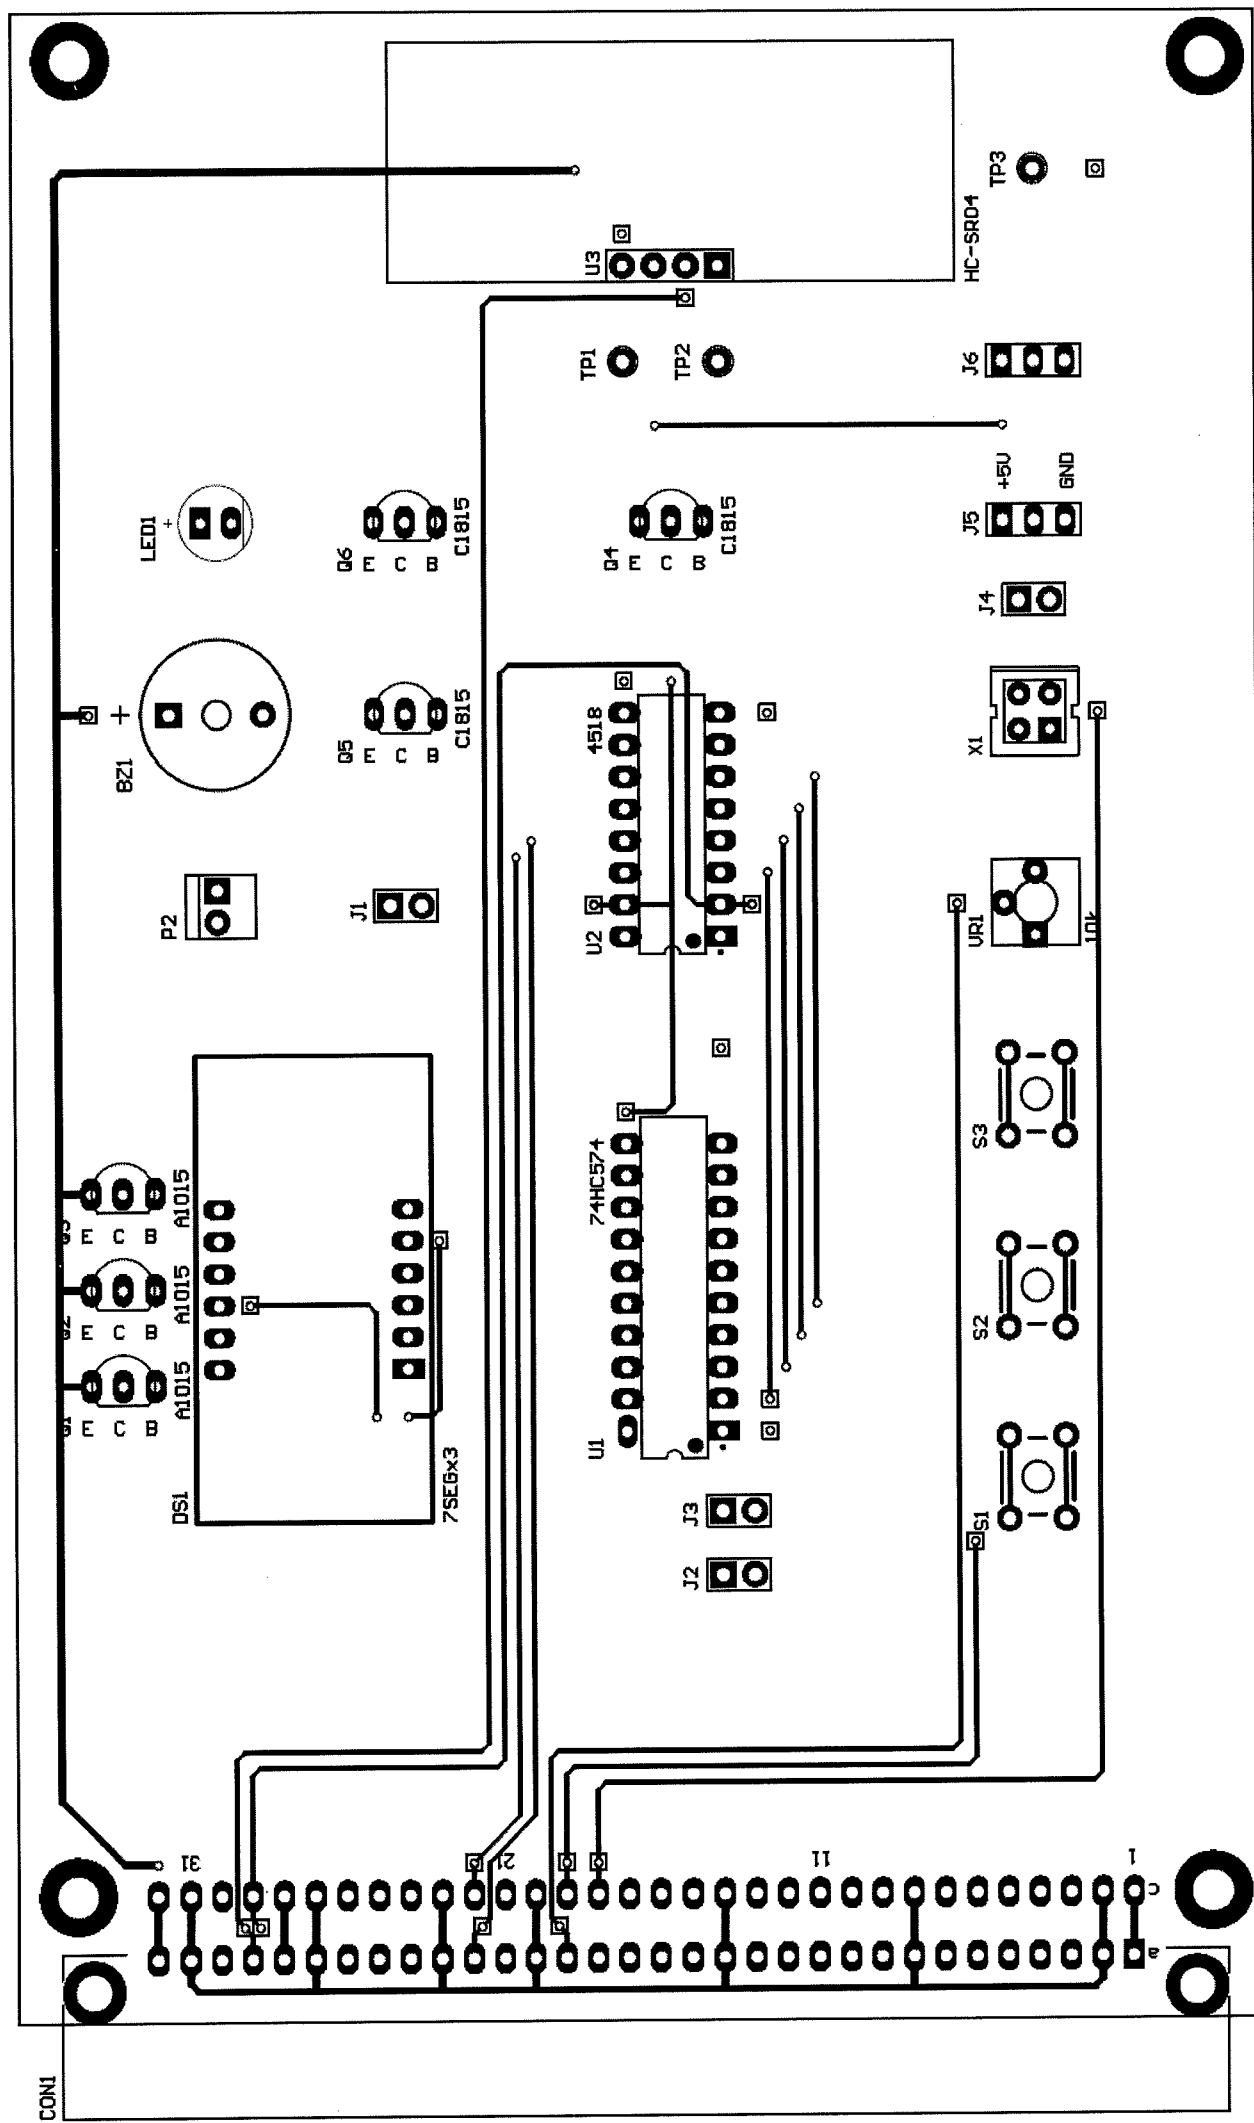 HC-SR04
TP3
U3
TP1
TP2
J6
+5V
GND
J5
LED1
+
Q6
E C B
C1815
Q4
E C B
C1815
J4
BZ1
+
Q5
E C B
C1815
4518
U2
X1
P2
J1
VR1
10K
S3
A1015
E C B
Q2
A1015
E C B
Q1
A1015
E C B
74HC574
U1
DS1
7SEGx3
S2
S1
J3
J2
31
21
11
1
c
a
CON1